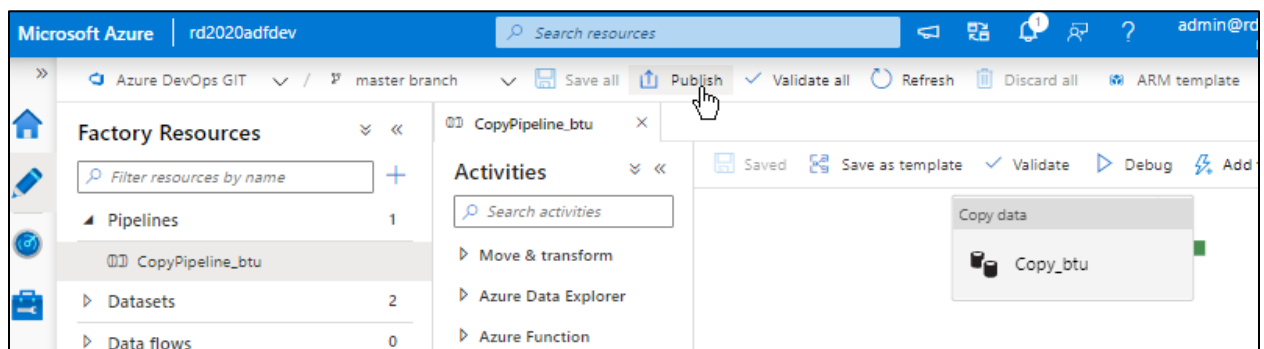 Microsoft Azure rd2020adfdev Search resources 1 ? admin@rd
Azure DevOps GIT / master branch Save all Publish Validate all Refresh Discard all ARM template
Factory Resources
Filter resources by name
Pipelines 1
CopyPipeline_btu
Datasets 2
Data flows 0
CopyPipeline_btu
Activities
Search activities
Move & transform
Azure Data Explorer
Azure Function
Saved Save as template Validate Debug Add
Copy data
Copy_btu